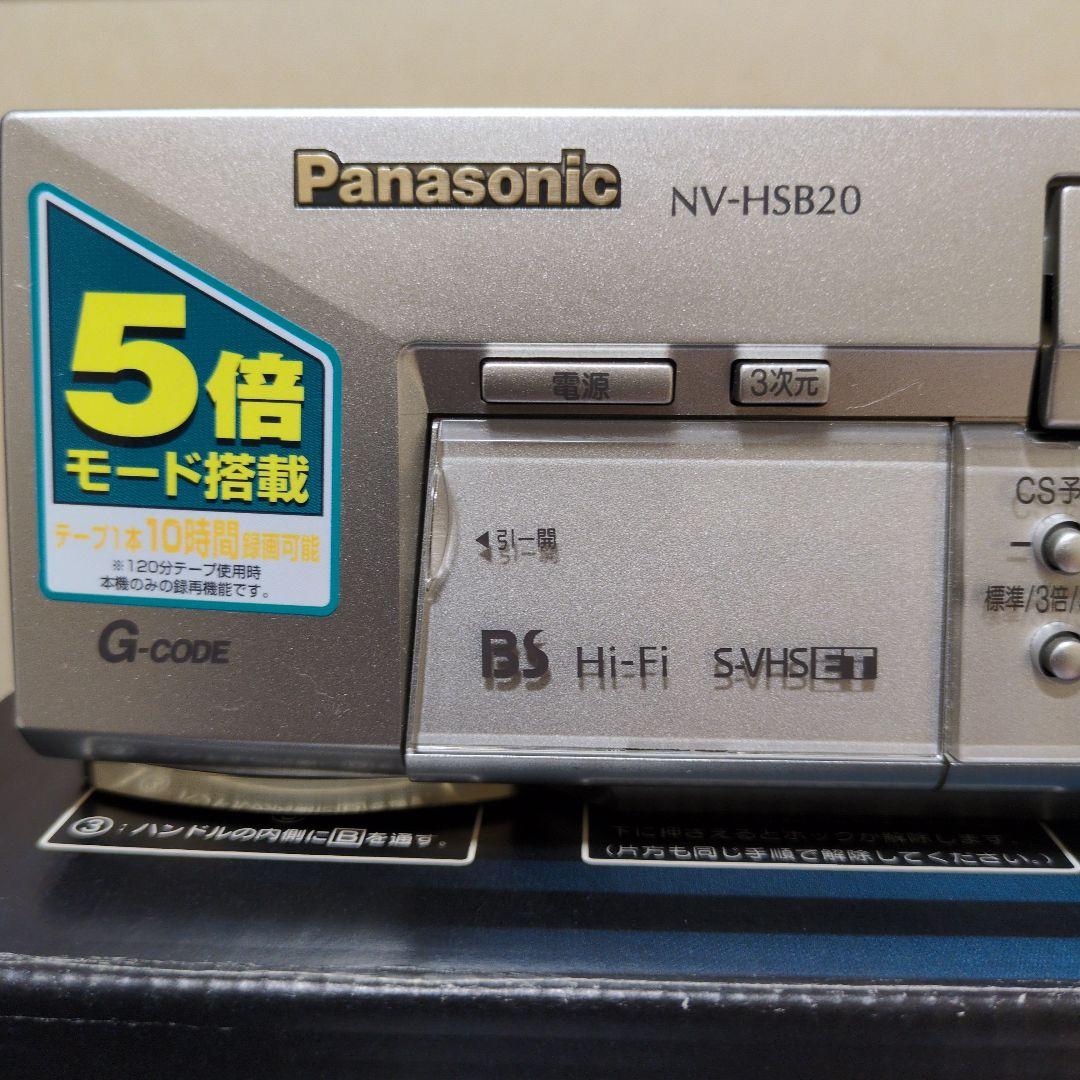 Panasonic NV-HSB20
5倍
モード搭載
テープ1本10時間録画可能
※120分テープ使用時
本機のみの録再機能です。
G-CODE
電源
3次元
◀引一開
BS Hi-Fi S-VHS ET
CS予
標準/3倍/
③:ハンドルの内側にBを通す。
下に押さえるとホックが解除します。
(片方も同じ手順で解除してください。)